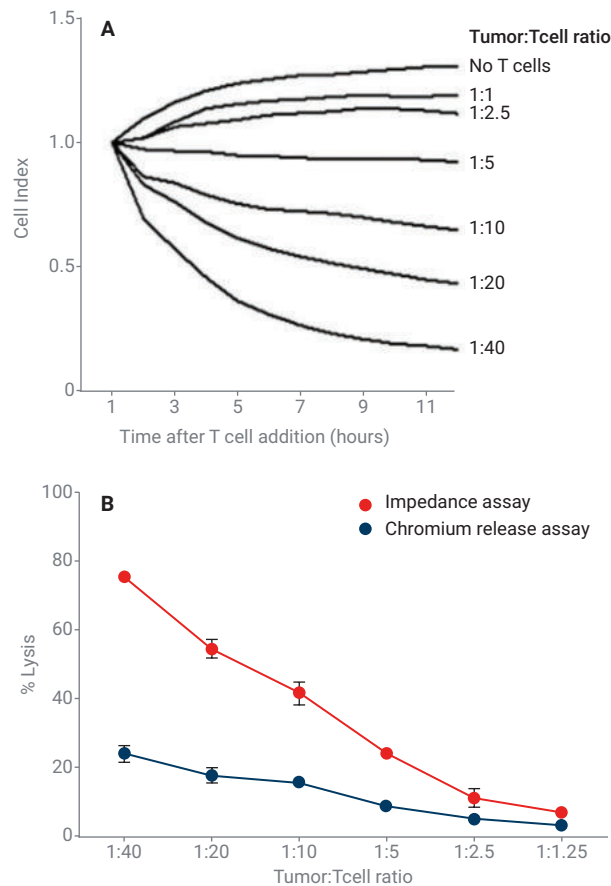 A
Tumor:Tcell ratio
No T cells
1:1
1:2.5
1:5
1:10
1:20
1:40
Cell Index
1.5
1.0
0.5
0
1 3 5 7 9 11
Time after T cell addition (hours)
B
Impedance assay
Chromium release assay
% Lysis
100
80
60
40
20
0
1:40 1:20 1:10 1:5 1:2.5 1:1.25
Tumor:Tcell ratio